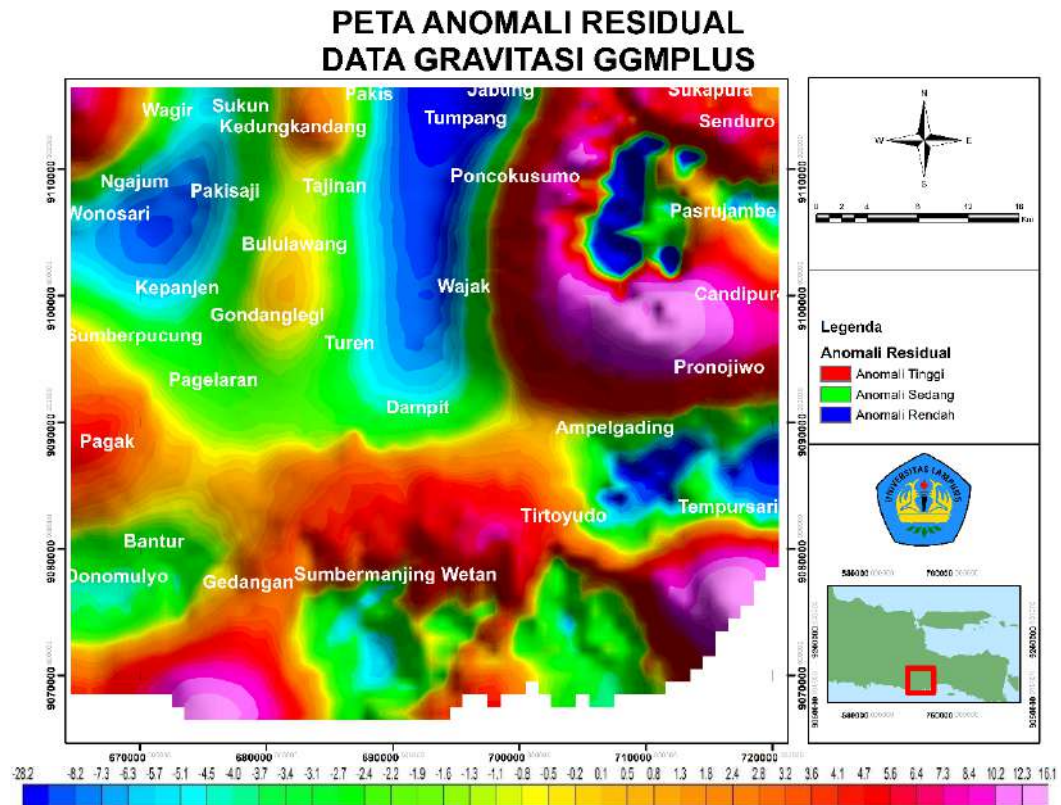 PETA ANOMALI RESIDUAL
DATA GRAVITASI GGMPLUS
Wagir
Sukun
Pakis
Jabung
Sukapura
Kedungkandang
Tumpang
Senduro
Ngajum
Pakisaji
Tajinan
Poncokusumo
Wonosari
Pasrujambe
Bululawang
Kepanjen
Wajak
Candipuro
Gondanglegi
Sumberpucung
Turen
Pagelaran
Pronojiwo
Dampit
Pagak
Ampelgading
Tirtoyudo
Tempursari
Bantur
Donomulyo
Gedangan
Sumbermanjing Wetan
9110000
9100000
9090000
9080000
9070000
9110000
9100000
9090000
9080000
9070000
670000
680000
690000
700000
710000
720000
N
W
E
S
0 2 4 8 12 16
Km
Legenda
Anomali Residual
Anomali Tinggi
Anomali Sedang
Anomali Rendah
UNIVERSITAS LAMPUNG
-28.2 -8.2 -7.3 -6.3 -5.7 -5.1 -4.5 -4.0 -3.7 -3.4 -3.1 -2.7 -2.4 -2.2 -1.9 -1.6 -1.3 -1.1 -0.8 -0.5 -0.2 0.1 0.5 0.8 1.3 1.8 2.4 2.8 3.2 3.6 4.1 4.7 5.6 6.4 7.3 8.4 10.2 12.3 16.1